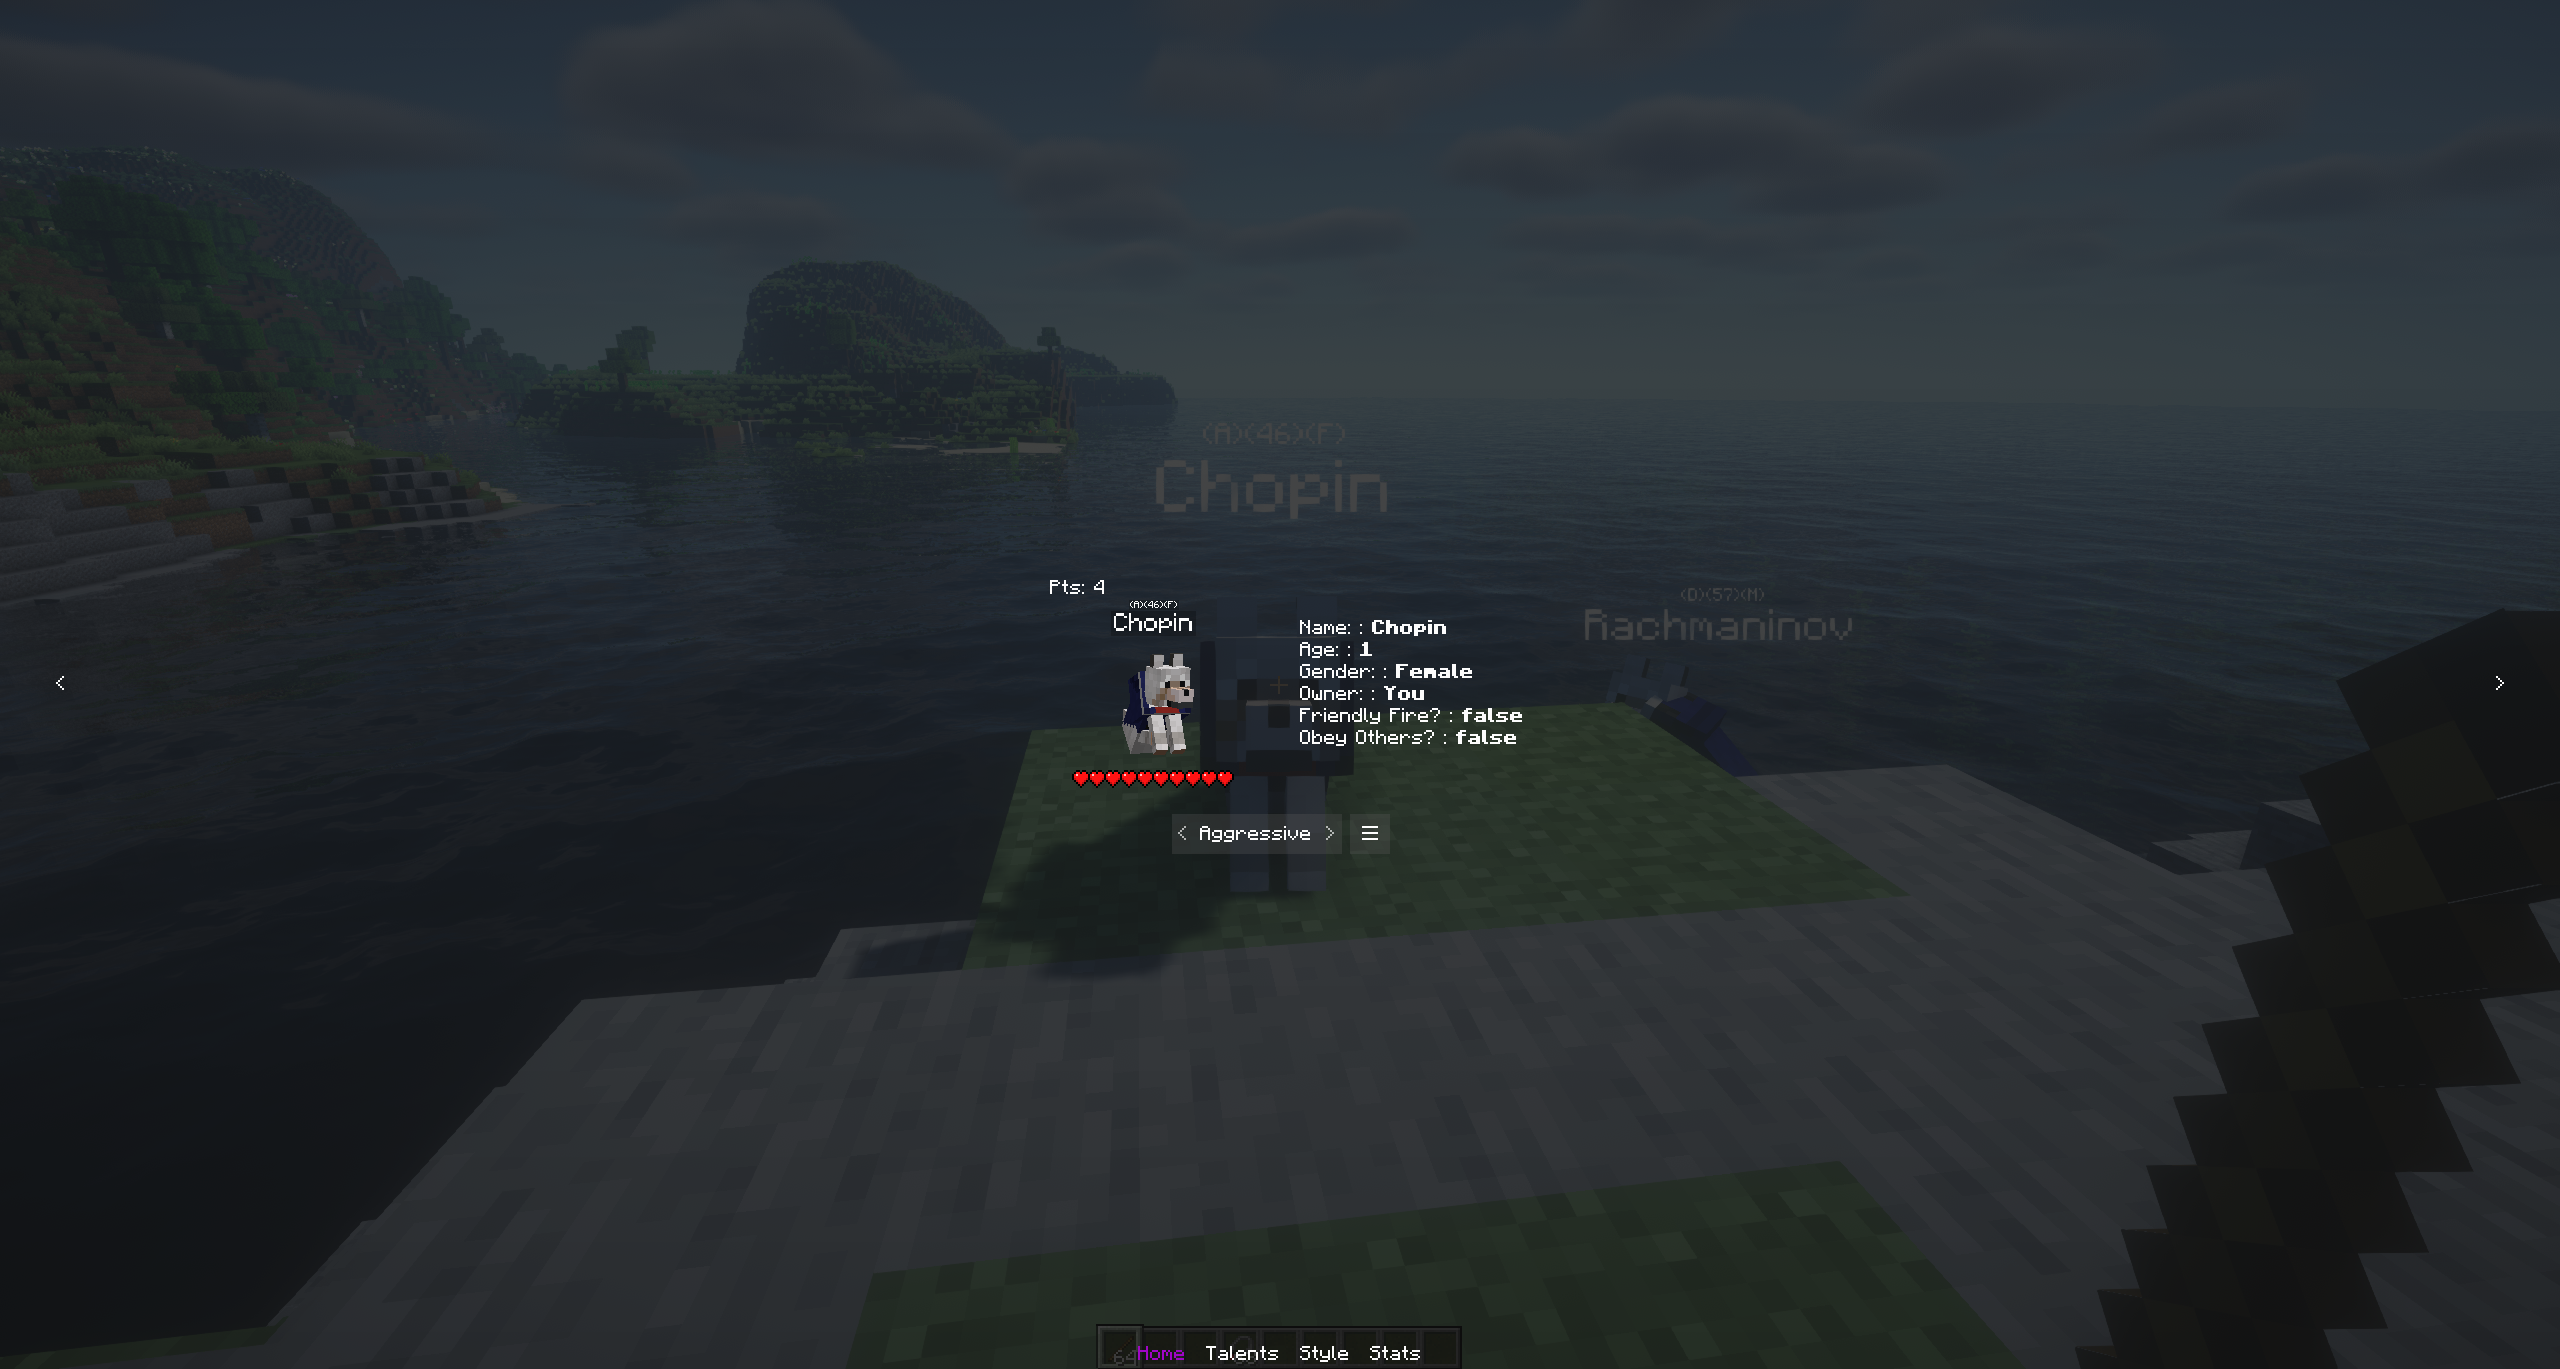 (A)(46)(F)
Chopin
Pts: 4
(A)(46)(F)
Chopin
(D)(57)(M)
Rachmaninov
Name: : Chopin
Age: : 1
Gender: : Female
Owner: : You
Friendly Fire? : false
Obey Others? : false
< Aggressive >
64
Home Talents Style Stats